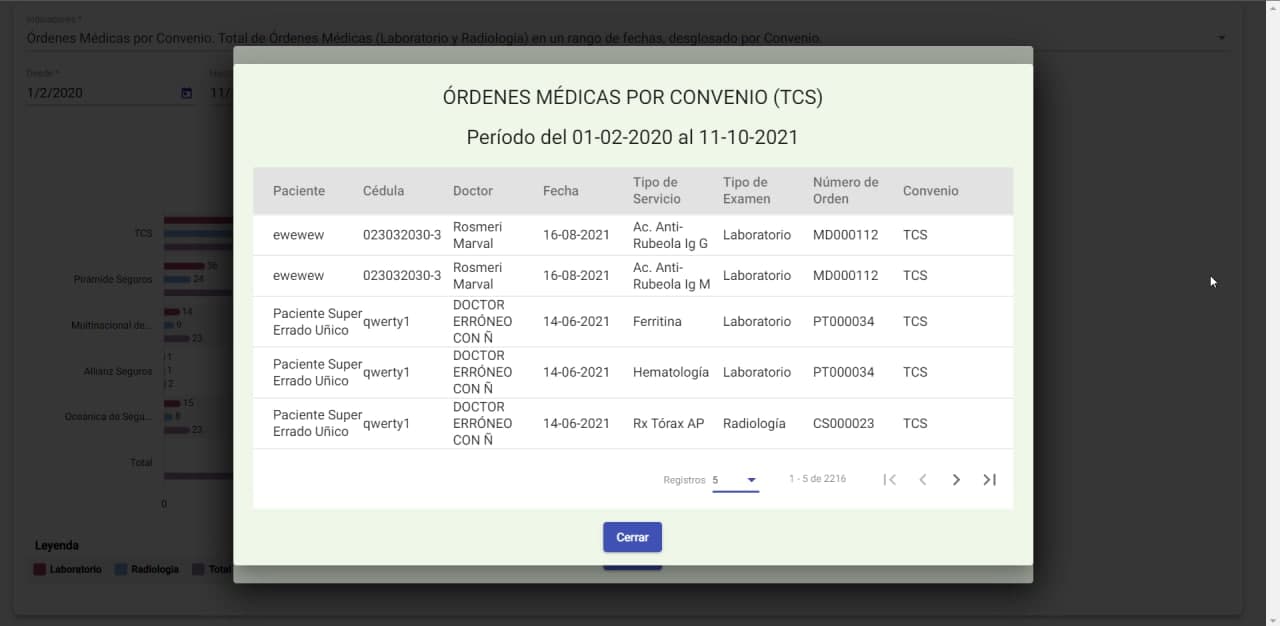 Indicadores *
Órdenes Médicas por Convenio. Total de Órdenes Médicas (Laboratorio y Radiología) en un rango de fechas, desglosado por Convenio.
Desde *
1/2/2020
11/
ÓRDENES MÉDICAS POR CONVENIO (TCS)
Período del 01-02-2020 al 11-10-2021
Paciente Cédula Doctor Fecha Tipo de Servicio Tipo de Examen Número de Orden Convenio
ewewew 023032030-3 Rosmeri Marval 16-08-2021 Ac. Anti-Rubeola Ig G Laboratorio MD000112 TCS
ewewew 023032030-3 Rosmeri Marval 16-08-2021 Ac. Anti-Rubeola Ig M Laboratorio MD000112 TCS
Paciente Super Errado Uñico qwerty1 DOCTOR ERRÓNEO CON Ñ 14-06-2021 Ferritina Laboratorio PT000034 TCS
Paciente Super Errado Uñico qwerty1 DOCTOR ERRÓNEO CON Ñ 14-06-2021 Hematología Laboratorio PT000034 TCS
Paciente Super Errado Uñico qwerty1 DOCTOR ERRÓNEO CON Ñ 14-06-2021 Rx Tórax AP Radiología CS000023 TCS
Registros 5 1 - 5 de 2216
Cerrar
TCS
Pirámide Seguros 56
24
Multinacional de... 14
9
23
Allianz Seguros 1
1
2
Oceánica de Segu... 15
8
23
Total
0
Leyenda
Laboratorio Radiología Total